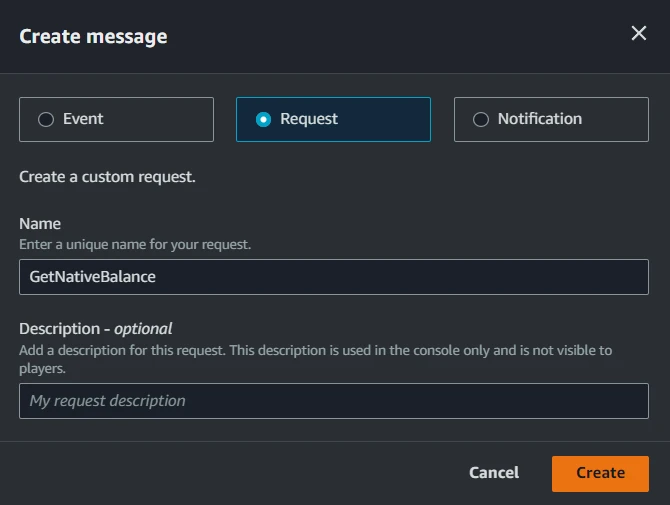 Create message
Event
Request
Notification
Create a custom request.
Name
Enter a unique name for your request.
GetNativeBalance
Description - optional
Add a description for this request. This description is used in the console only and is not visible to
players.
My request description
Cancel
Create